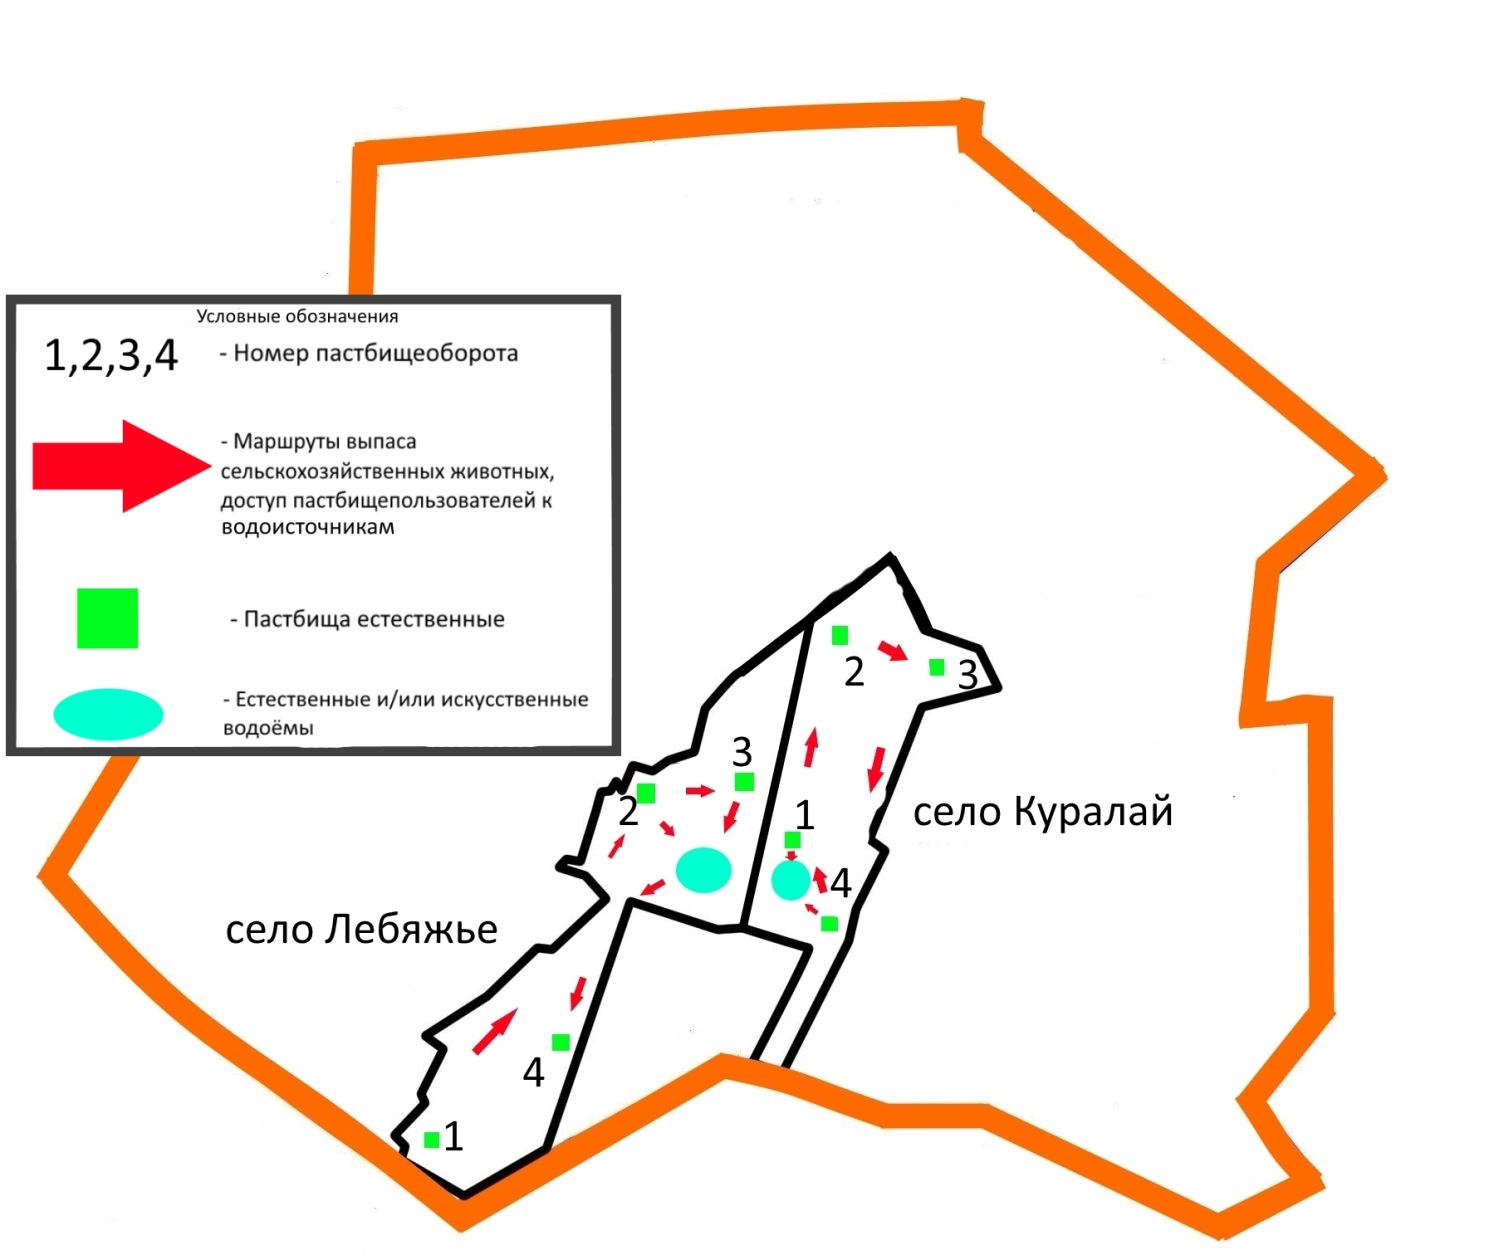 Условные обозначения
1,2,3,4 - Номер пастбищеоборота
- Маршруты выпаса
сельскохозяйственных животных,
доступ пастбищепользователей к
водоисточникам
- Пастбища естественные
- Естественные и/или искусственные
водоёмы
2
3
3
2
1
село Куралай
4
село Лебяжье
4
1